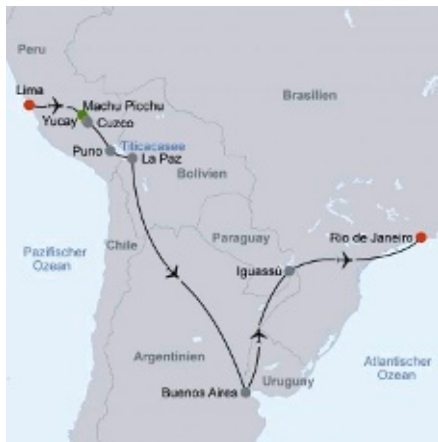 Peru
Lima
Brasilien
Machu Picchu
Yucay
Cuzco
Puno
Titicacasee
La Paz
Bolivien
Pazifischer
Ozean
Chile
Paraguay
Rio de Janeiro
Iguassú
Argentinien
Atlantischer
Ozean
Uruguay
Buenos Aires